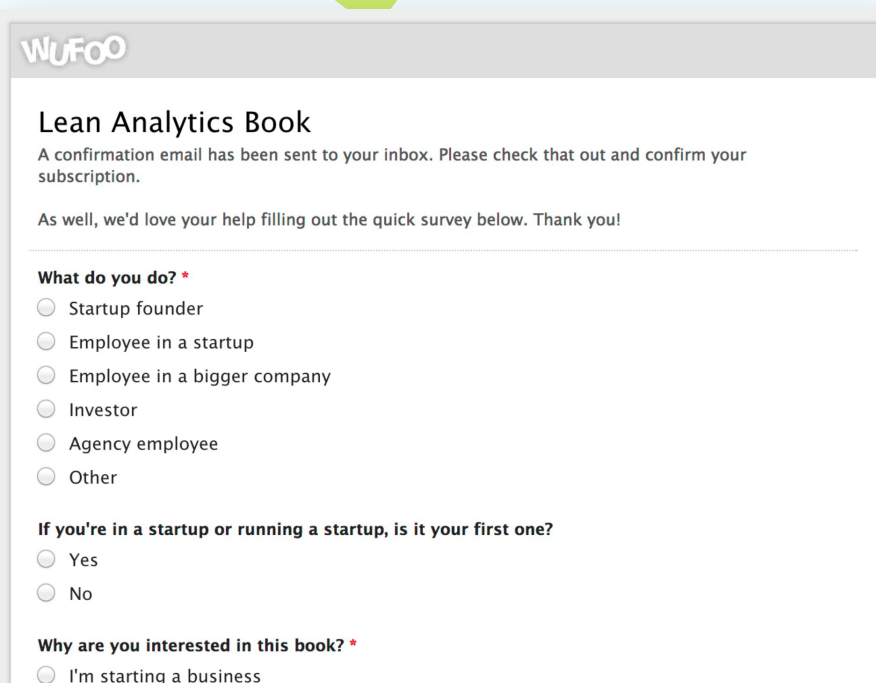 WUFOO
Lean Analytics Book
A confirmation email has been sent to your inbox. Please check that out and confirm your
subscription.
As well, we'd love your help filling out the quick survey below. Thank you!
What do you do? *
Startup founder
Employee in a startup
Employee in a bigger company
Investor
Agency employee
Other
If you're in a startup or running a startup, is it your first one?
Yes
No
Why are you interested in this book? *
I'm starting a business